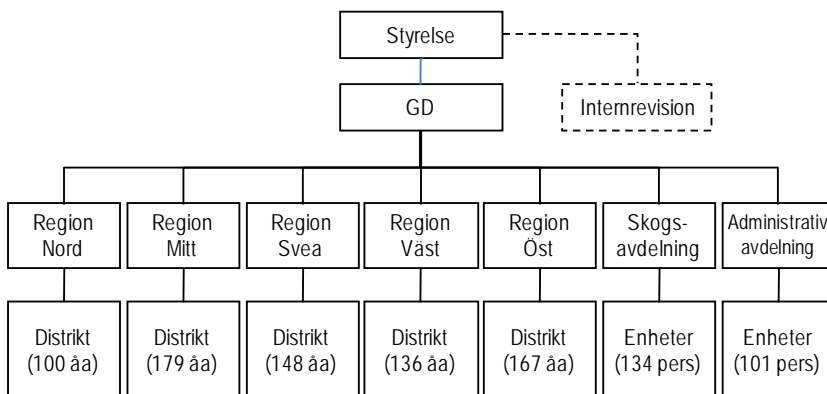 Styrelse
GD
Internrevision
Region
Nord
Region
Mitt
Region
Svea
Region
Väst
Region
Öst
Skogs-
avdelning
Administrativ
avdelning
Distrikt
(100 åa)
Distrikt
(179 åa)
Distrikt
(148 åa)
Distrikt
(136 åa)
Distrikt
(167 åa)
Enheter
(134 pers)
Enheter
(101 pers)